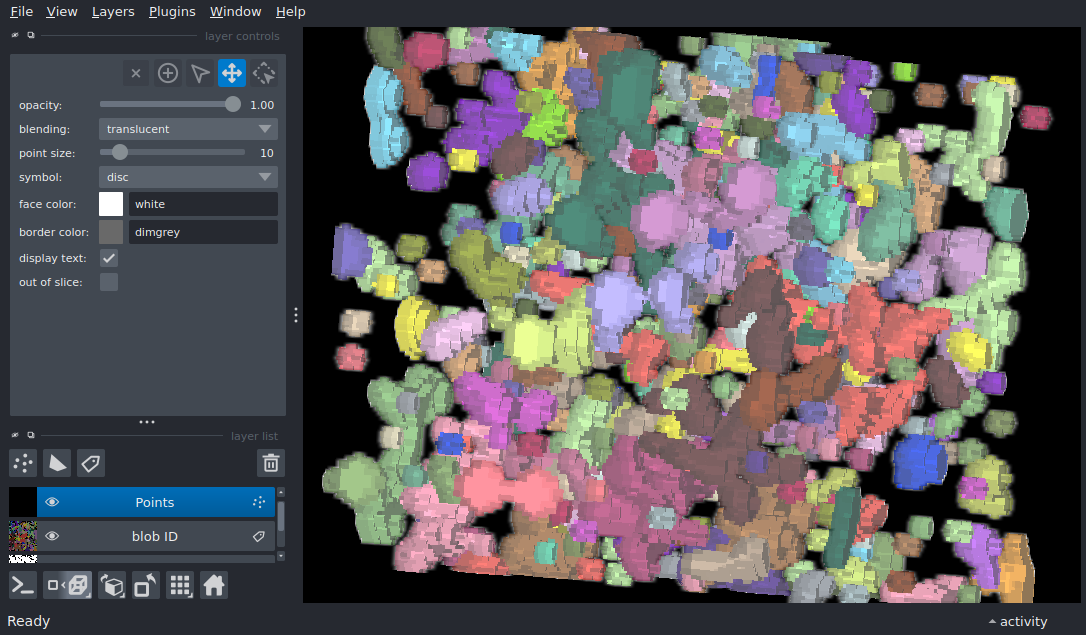 File View Layers Plugins Window Help
layer controls
opacity: 1.00
blending: translucent
point size: 10
symbol: disc
face color: white
border color: dimgrey
display text:
out of slice:
layer list
Points
blob ID
Ready activity